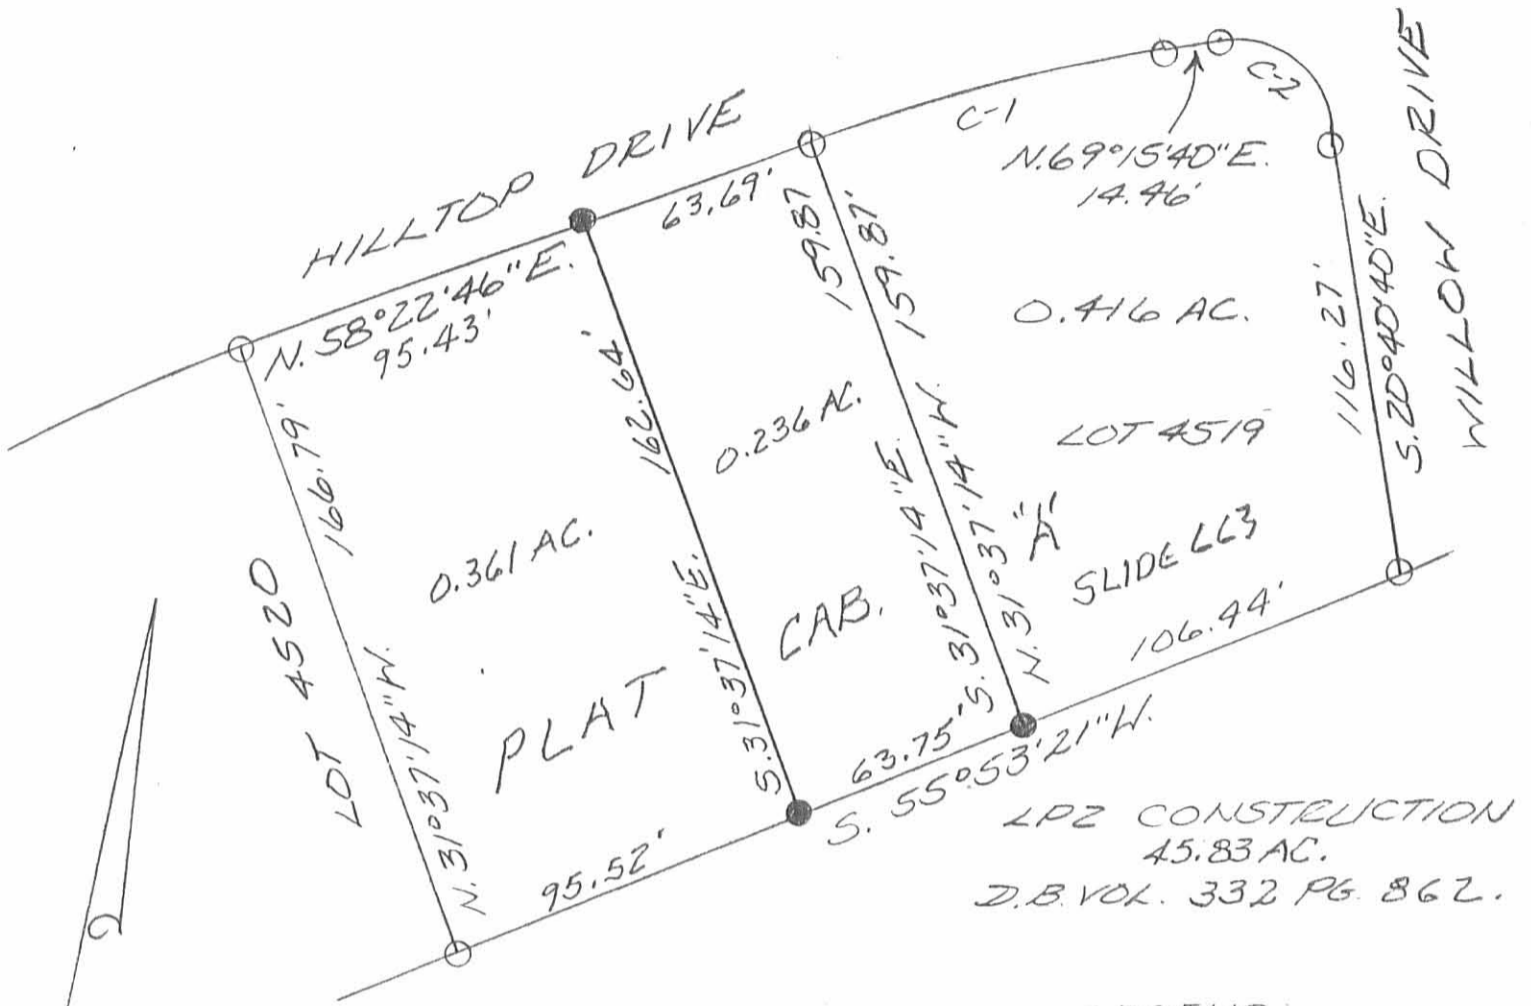 HILLTOP DRIVE
WILLOW DRIVE
C-1
C-2
N.69°15'40"E.
14.46'
63.69'
N. 58°22'46"E.
95.43'
166.79'
N.31°37'14"W.
LOT 4520
0.361 AC.
162.64'
S.31°37'14"E.
0.236 AC.
159.87
S.31°37'14"E.
159.87'
N.31°37'14"W.
0.416 AC.
LOT 4519
116.27'
S.20°40'40"E.
PLAT
CAB.
"A"
SLIDE 663
95.52'
63.75'
106.44'
S. 55°53'21"W.
LPZ CONSTRUCTION
45.83 AC.
D.B. VOL. 332 PG. 862.